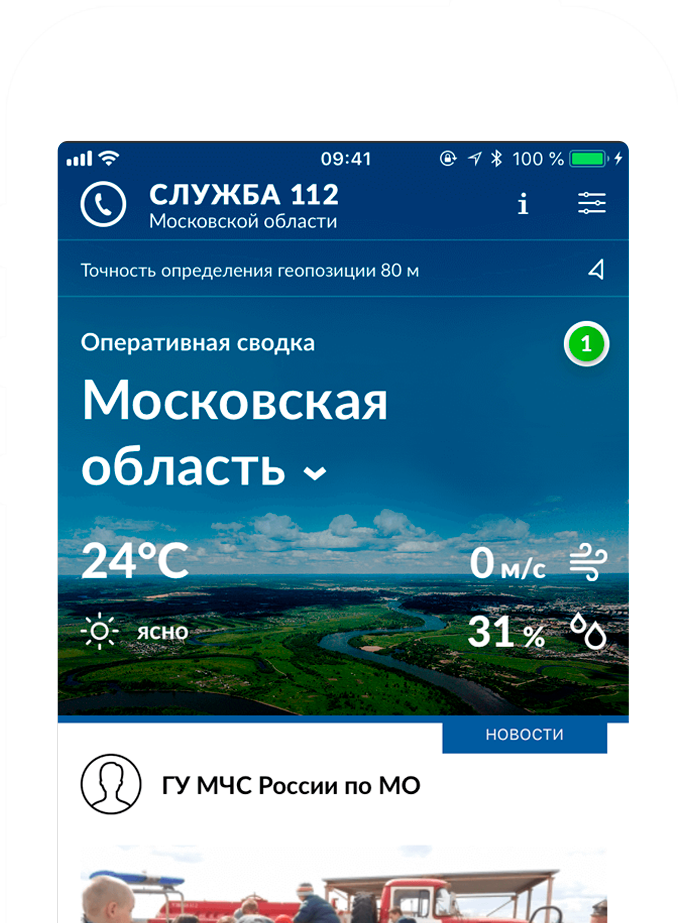 09:41
100 %
СЛУЖБА 112
Московской области
i
Точность определения геопозиции 80 м
Оперативная сводка
1
Московская
область
24°C
0 м/с
ясно
31 %
НОВОСТИ
ГУ МЧС России по МО